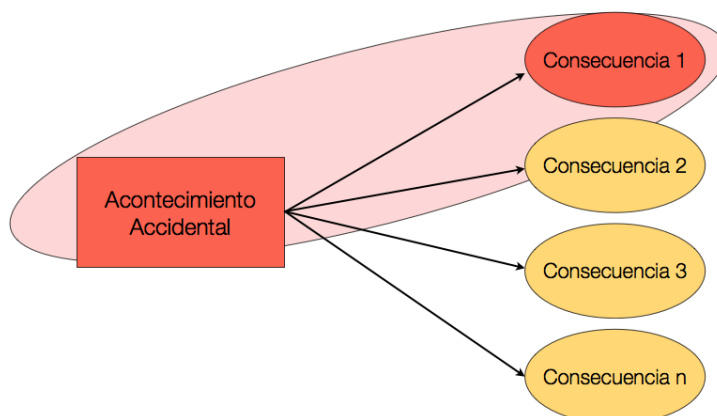 Consecuencia 1
Consecuencia 2
Acontecimiento
Accidental
Consecuencia 3
Consecuencia n